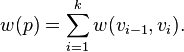 w(p) = \sum_{i=1}^{k} w(v_{i-1}, v_i).